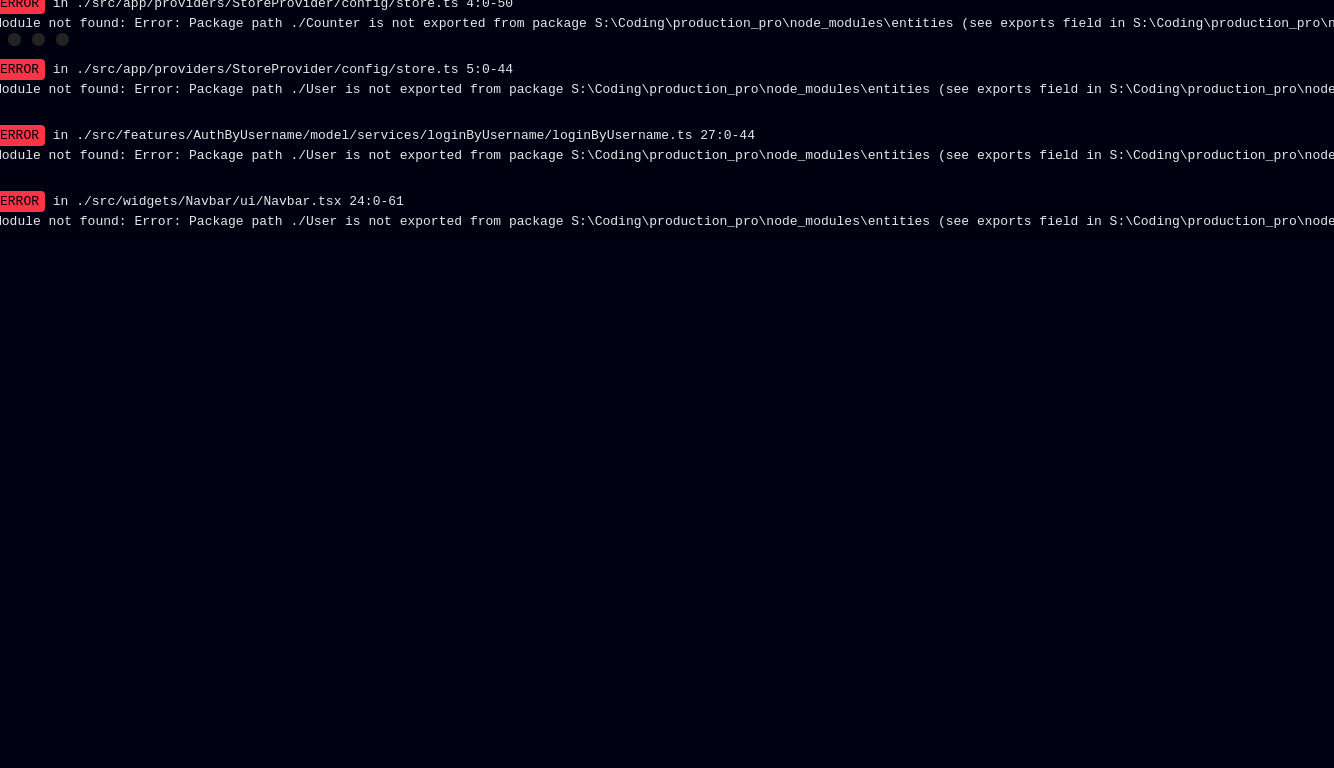 ERROR in ./src/app/providers/StoreProvider/config/store.ts 4:0-50
Module not found: Error: Package path ./Counter is not exported from package S:\Coding\production_pro\node_modules\entities (see exports field in S:\Coding\production_pro\n
ERROR in ./src/app/providers/StoreProvider/config/store.ts 5:0-44
Module not found: Error: Package path ./User is not exported from package S:\Coding\production_pro\node_modules\entities (see exports field in S:\Coding\production_pro\node
ERROR in ./src/features/AuthByUsername/model/services/loginByUsername/loginByUsername.ts 27:0-44
Module not found: Error: Package path ./User is not exported from package S:\Coding\production_pro\node_modules\entities (see exports field in S:\Coding\production_pro\node
ERROR in ./src/widgets/Navbar/ui/Navbar.tsx 24:0-61
Module not found: Error: Package path ./User is not exported from package S:\Coding\production_pro\node_modules\entities (see exports field in S:\Coding\production_pro\node